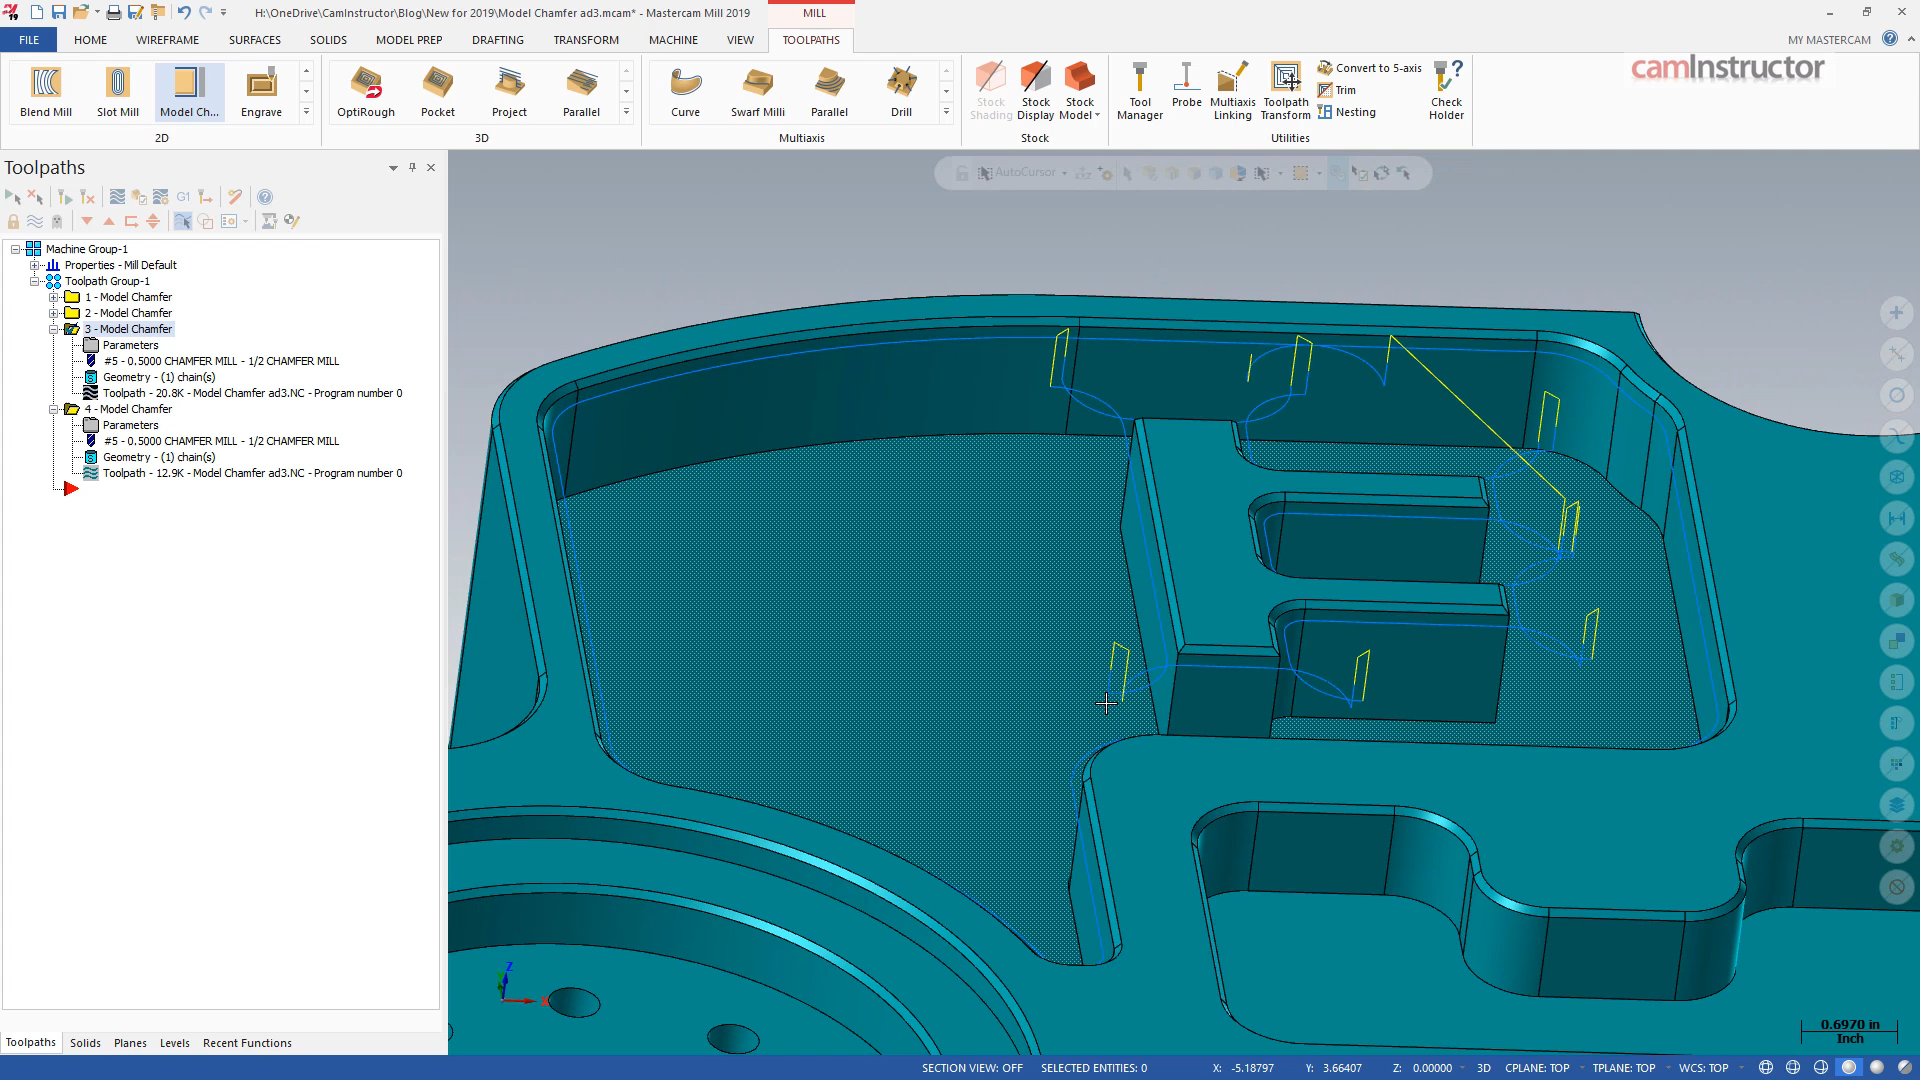 H:\OneDrive\CamInstructor\Blog\New for 2019\Model Chamfer ad3.mcam* - Mastercam Mill 2019
MILL
FILE HOME WIREFRAME SURFACES SOLIDS MODEL PREP DRAFTING TRANSFORM MACHINE VIEW TOOLPATHS MY MASTERCAM
Blend Mill Slot Mill Model Ch... Engrave
2D
OptiRough Pocket Project Parallel
3D
Curve Swarf Milli Parallel Drill
Multiaxis
Stock Shading Stock Display Stock Model
Stock
Tool Manager Probe Multiaxis Linking Toolpath Transform
Convert to 5-axis
Trim
Nesting
Check Holder
Utilities
camInstructor
Toolpaths
AutoCursor
G1
Machine Group-1
Properties - Mill Default
Toolpath Group-1
1 - Model Chamfer
2 - Model Chamfer
3 - Model Chamfer
Parameters
#5 - 0.5000 CHAMFER MILL - 1/2 CHAMFER MILL
Geometry - (1) chain(s)
Toolpath - 20.8K - Model Chamfer ad3.NC - Program number 0
4 - Model Chamfer
Parameters
#5 - 0.5000 CHAMFER MILL - 1/2 CHAMFER MILL
Geometry - (1) chain(s)
Toolpath - 12.9K - Model Chamfer ad3.NC - Program number 0
Z
X
0.6970 in
Inch
Toolpaths Solids Planes Levels Recent Functions
SECTION VIEW: OFF SELECTED ENTITIES: 0 X: -5.18797 Y: 3.66407 Z: 0.00000 3D CPLANE: TOP TPLANE: TOP WCS: TOP